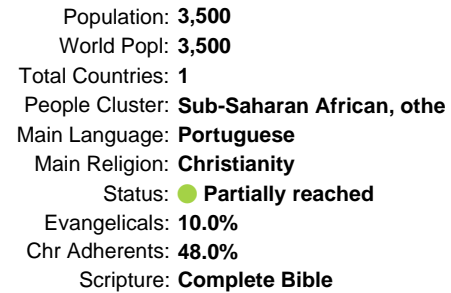 Population: 3,500
World Popl: 3,500
Total Countries: 1
People Cluster: Sub-Saharan African, othe
Main Language: Portuguese
Main Religion: Christianity
Status: Partially reached
Evangelicals: 10.0%
Chr Adherents: 48.0%
Scripture: Complete Bible